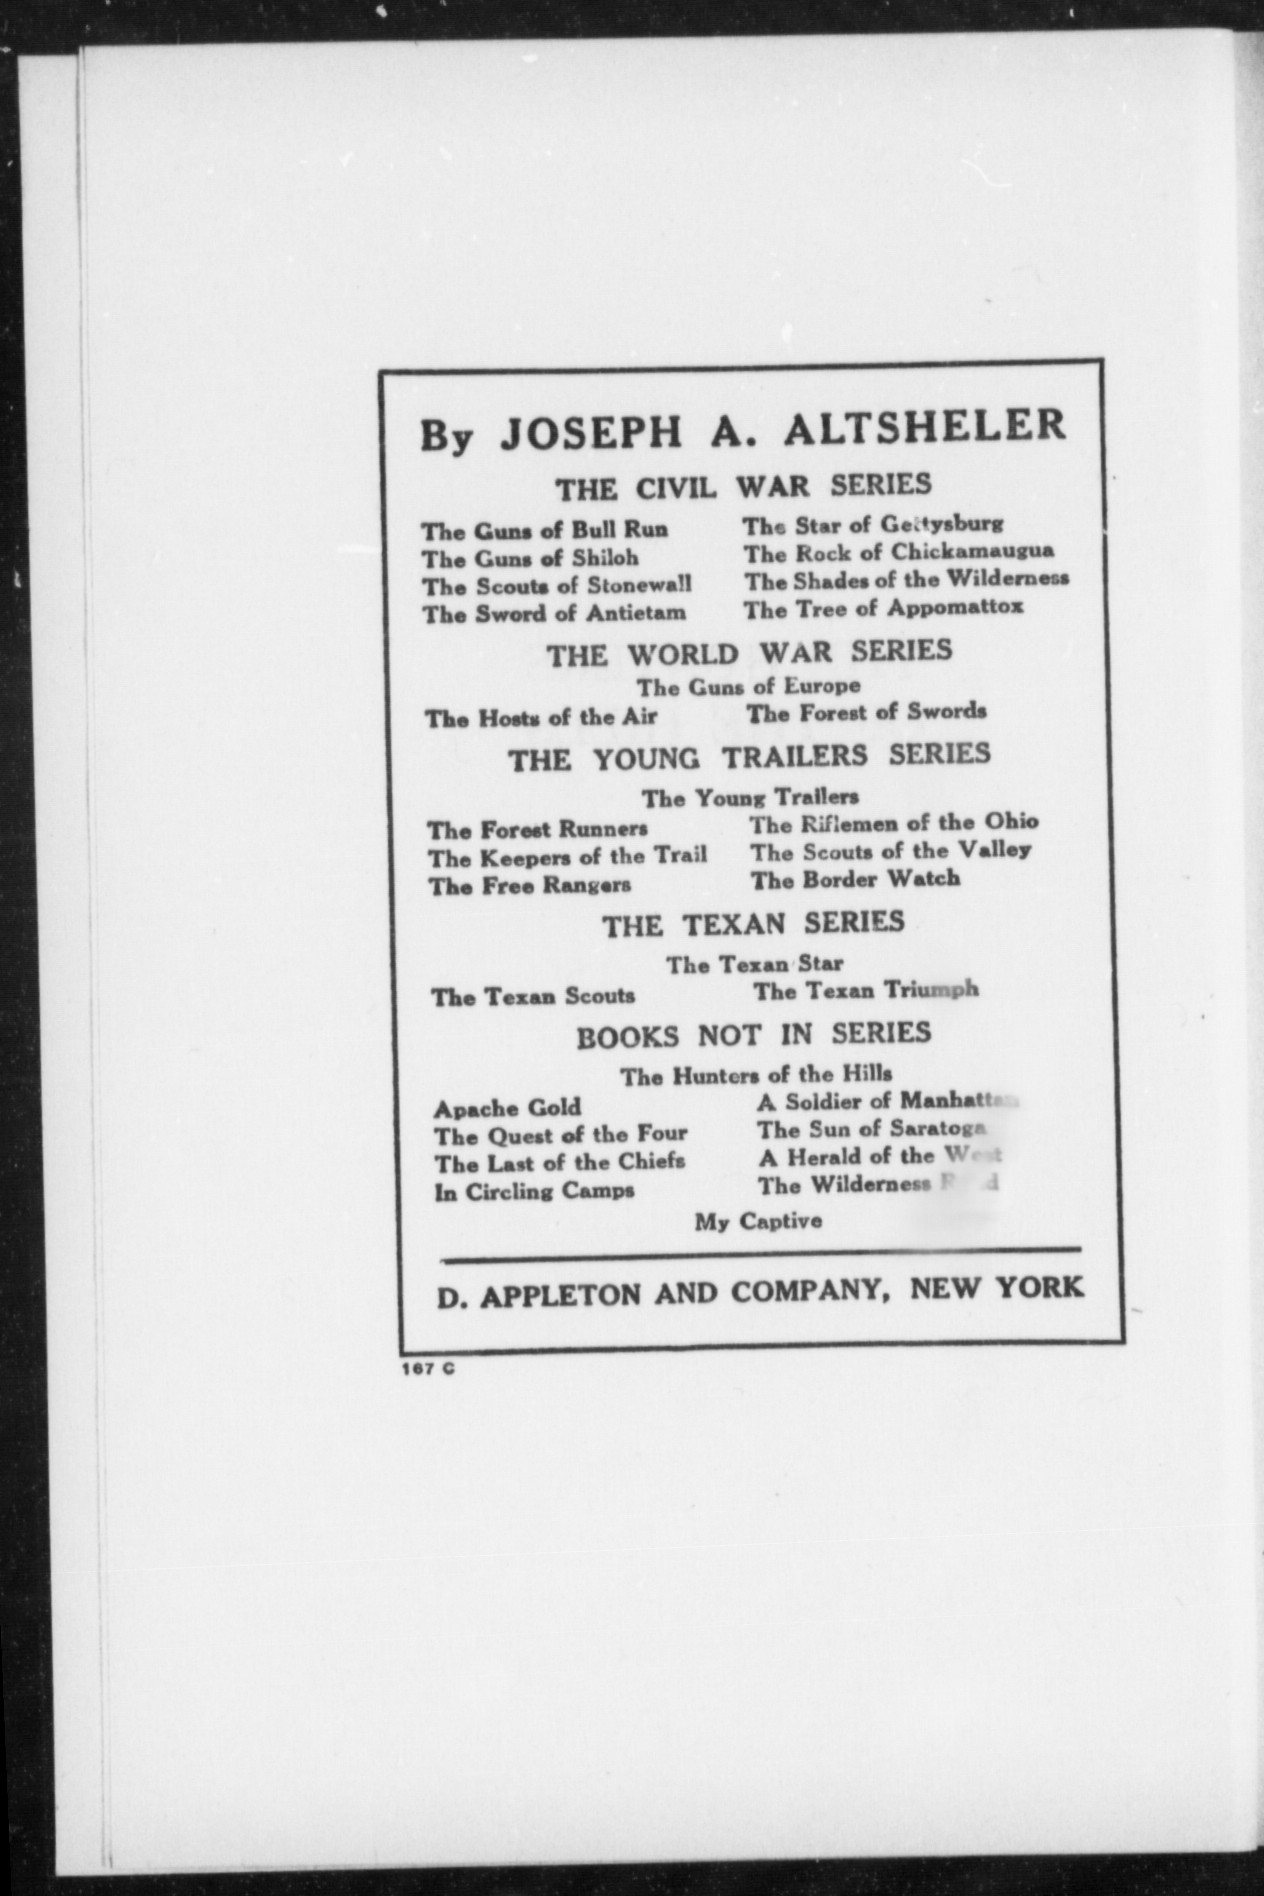 By JOSEPH A. ALTSHELER
THE CIVIL WAR SERIES
The Guns of Bull Run The Star of Gettysburg
The Guns of Shiloh The Rock of Chickamaugua
The Scouts of Stonewall The Shades of the Wilderness
The Sword of Antietam The Tree of Appomattox
THE WORLD WAR SERIES
The Guns of Europe
The Hosts of the Air The Forest of Swords
THE YOUNG TRAILERS SERIES
The Young Trailers
The Forest Runners The Riflemen of the Ohio
The Keepers of the Trail The Scouts of the Valley
The Free Rangers The Border Watch
THE TEXAN SERIES
The Texan Star
The Texan Scouts The Texan Triumph
BOOKS NOT IN SERIES
The Hunters of the Hills
Apache Gold A Soldier of Manhattan
The Quest of the Four The Sun of Saratoga
The Last of the Chiefs A Herald of the West
In Circling Camps The Wilderness
My Captive
D. APPLETON AND COMPANY, NEW YORK
167 C